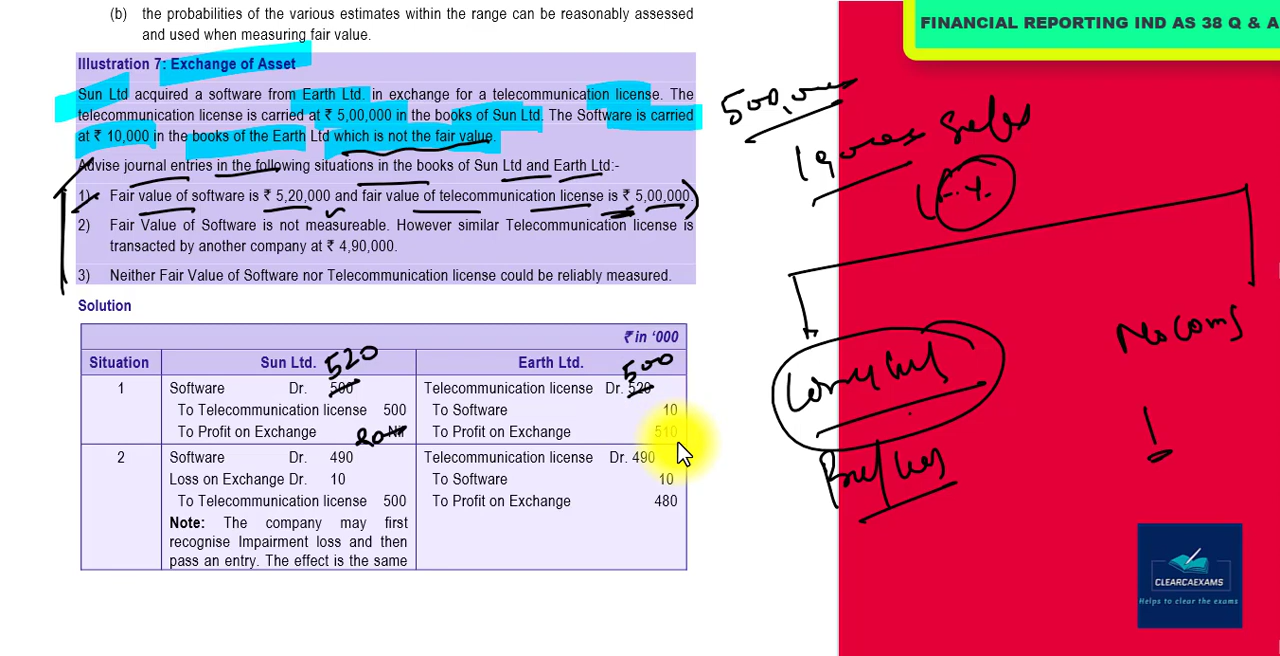 (b) the probabilities of the various estimates within the range can be reasonably assessed
and used when measuring fair value.
FINANCIAL REPORTING IND AS 38 Q & A
Illustration 7: Exchange of Asset
Sun Ltd acquired a software from Earth Ltd. in exchange for a telecommunication license. The
telecommunication license is carried at ₹ 5,00,000 in the books of Sun Ltd. The Software is carried
at ₹ 10,000 in the books of the Earth Ltd which is not the fair value.
Advise journal entries in the following situations in the books of Sun Ltd and Earth Ltd:-
1) Fair value of software is ₹ 5,20,000 and fair value of telecommunication license is ₹ 5,00,000.
2) Fair Value of Software is not measureable. However similar Telecommunication license is
transacted by another company at ₹ 4,90,000.
3) Neither Fair Value of Software nor Telecommunication license could be reliably measured.
Solution
₹ in ‘000
Situation Sun Ltd. 520 Earth Ltd. 500
1 Software Dr. 500 Telecommunication license Dr. 520
To Telecommunication license 500 To Software 10
To Profit on Exchange 20 Nil To Profit on Exchange 510
2 Software Dr. 490 Telecommunication license Dr. 490
Loss on Exchange Dr. 10 To Software 10
To Telecommunication license 500 To Profit on Exchange 480
Note: The company may first
recognise Impairment loss and then
pass an entry. The effect is the same
500,000
F.Y.
No coms
CLEARCAEXAMS
Helps to clear the exams